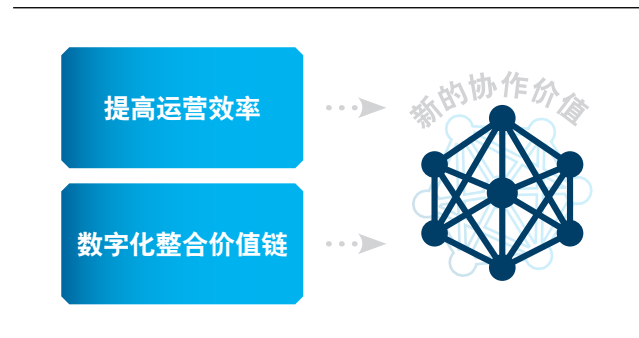 提高运营效率
新的协作价值
数字化整合价值链